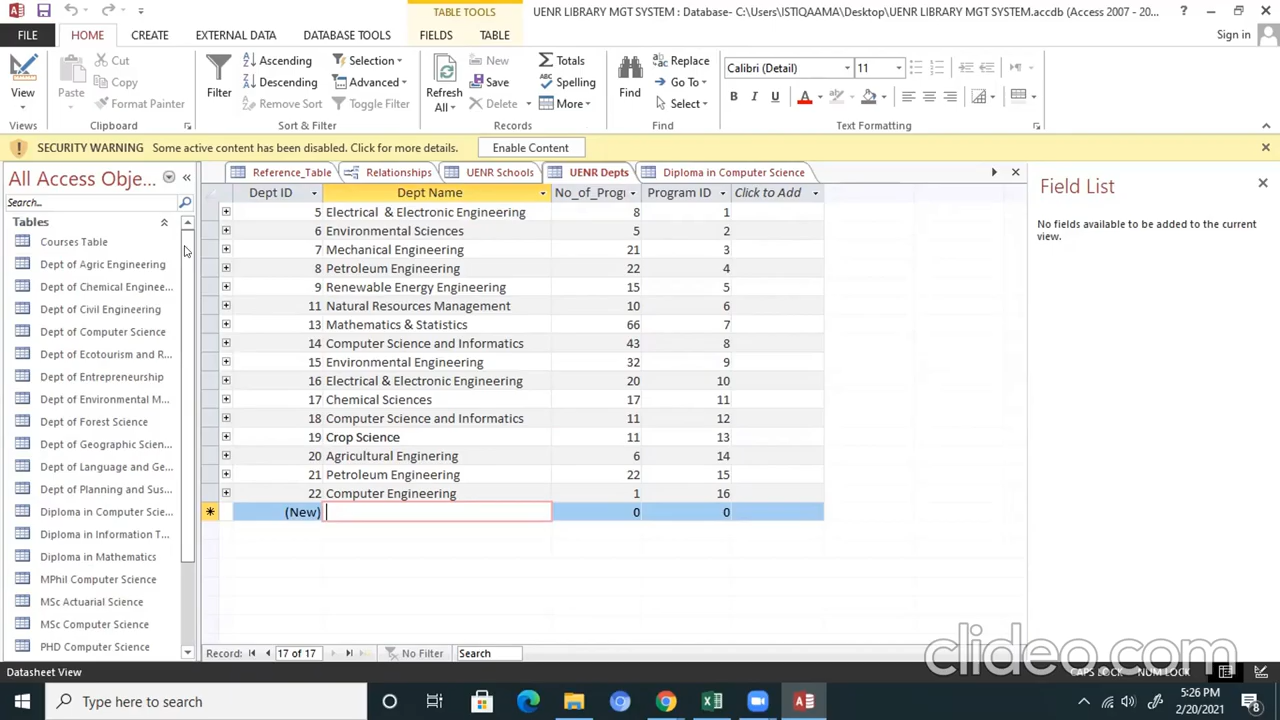 TABLE TOOLS
UENR LIBRARY MGT SYSTEM : Database- C:\Users\ISTIQAAMA\Desktop\UENR LIBRARY MGT SYSTEM.accdb (Access 2007 - 20...
FILE HOME CREATE EXTERNAL DATA DATABASE TOOLS FIELDS TABLE Sign in
View Paste Cut Copy Format Painter
Filter Ascending Descending Remove Sort Selection Advanced Toggle Filter
Refresh All New Save Delete Totals Spelling More
Find Replace Go To Select
Calibri (Detail) 11
B I U A
Views Clipboard Sort & Filter Records Find Text Formatting
SECURITY WARNING Some active content has been disabled. Click for more details. Enable Content
All Access Obje...
Search...
Tables
Courses Table
Dept of Agric Engineering
Dept of Chemical Enginee...
Dept of Civil Engineering
Dept of Computer Science
Dept of Ecotourism and R...
Dept of Entrepreneurship
Dept of Environmental M...
Dept of Forest Science
Dept of Geographic Scien...
Dept of Language and Ge...
Dept of Planning and Sus...
Diploma in Computer Scie...
Diploma in Information T...
Diploma in Mathematics
MPhil Computer Science
MSc Actuarial Science
MSc Computer Science
PHD Computer Science
Reference_Table Relationships UENR Schools UENR Depts Diploma in Computer Science
Dept ID Dept Name No_of_Progr Program ID Click to Add
5 Electrical & Electronic Engineering 8 1
6 Environmental Sciences 5 2
7 Mechanical Engineering 21 3
8 Petroleum Engineering 22 4
9 Renewable Energy Engineering 15 5
11 Natural Resources Management 10 6
13 Mathematics & Statistics 66 7
14 Computer Science and Informatics 43 8
15 Environmental Engineering 32 9
16 Electrical & Electronic Engineering 20 10
17 Chemical Sciences 17 11
18 Computer Science and Informatics 11 12
19 Crop Science 11 13
20 Agricultural Enginering 6 14
21 Petroleum Engineering 22 15
22 Computer Engineering 1 16
(New) 0 0
Record: 17 of 17 No Filter Search
Field List
No fields available to be added to the current
view.
clideo.com
Datasheet View CAPS LOCK NUM LOCK
Type here to search
5:26 PM
2/20/2021
8